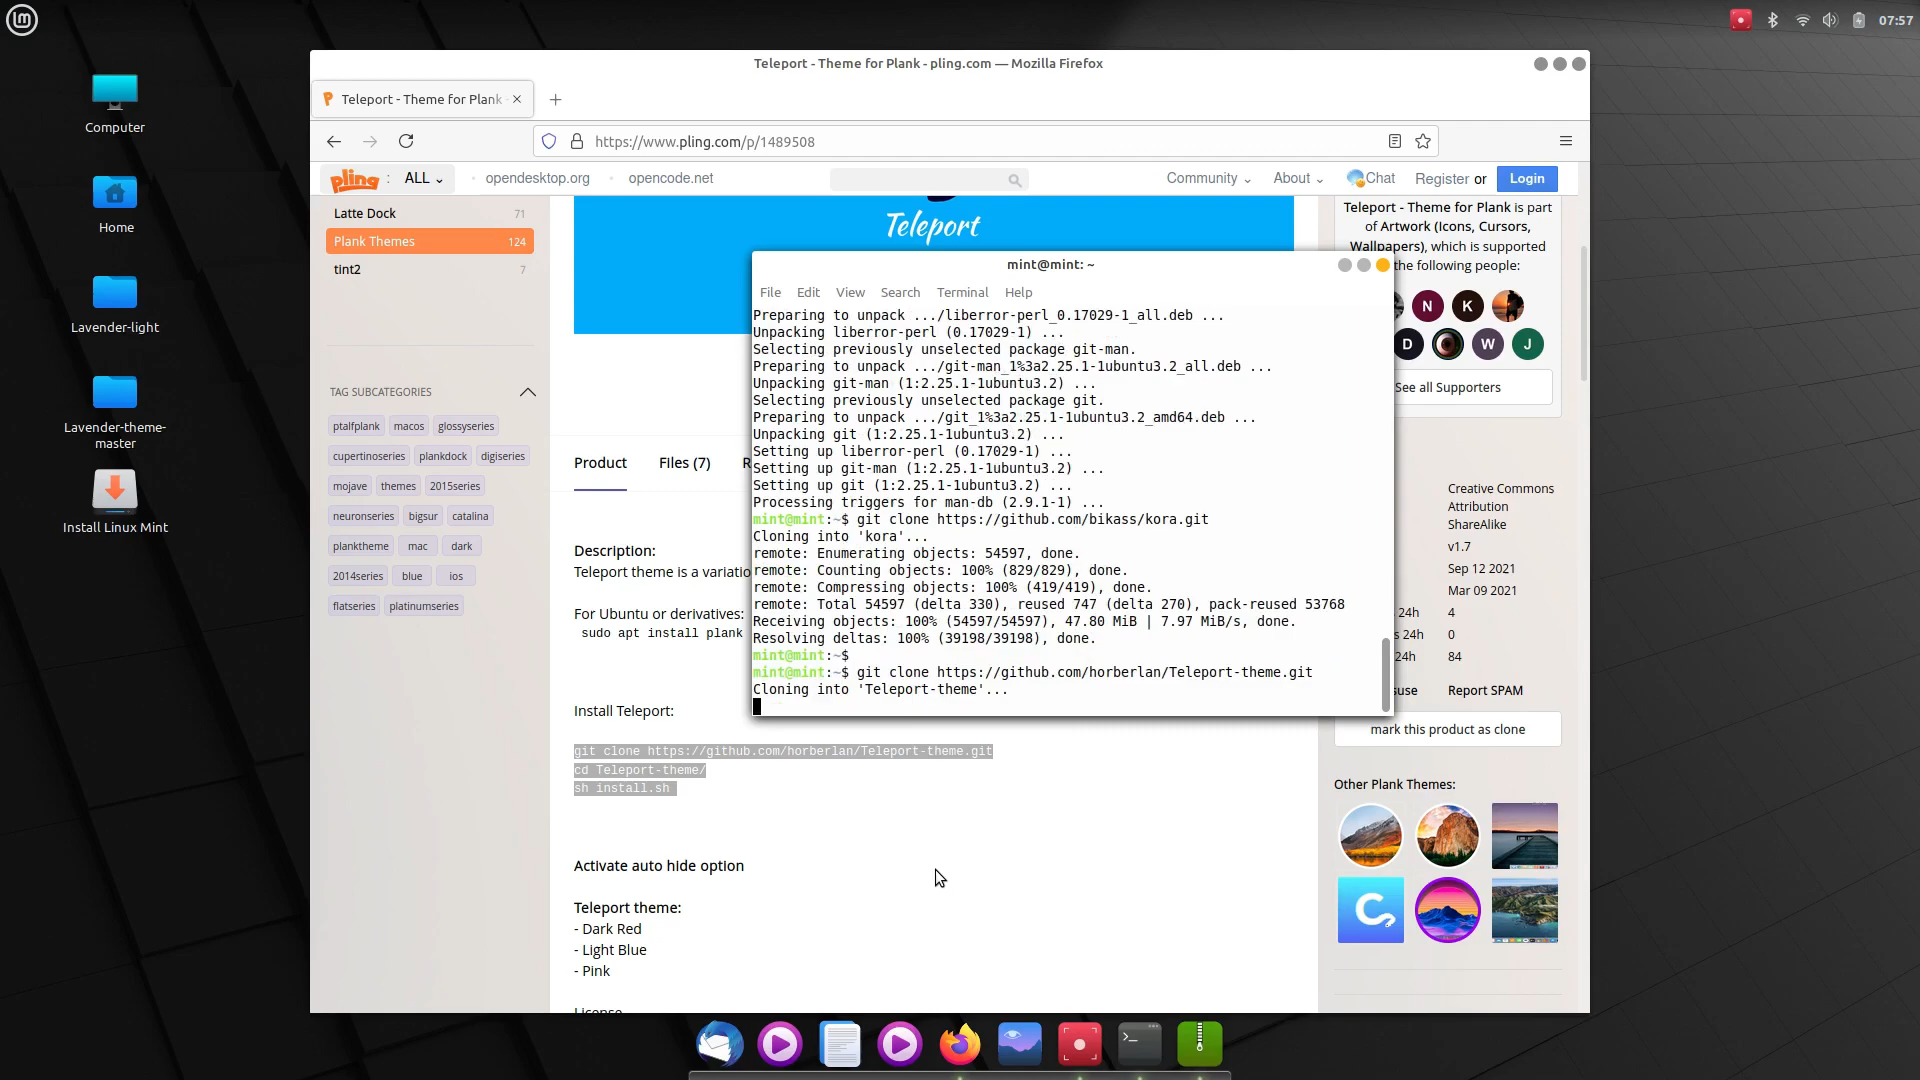 07:57
Computer
Home
Lavender-light
Lavender-theme-
master
Install Linux Mint
Teleport - Theme for Plank - pling.com — Mozilla Firefox
Teleport - Theme for Plank
https://www.pling.com/p/1489508
pling : ALL
opendesktop.org
opencode.net
Community
About
Chat
Register or
Login
Latte Dock 71
Plank Themes 124
tint2 7
TAG SUBCATEGORIES
ptalfplank macos glossyseries
cupertinoseries plankdock digiseries
mojave themes 2015series
neuronseries bigsur catalina
planktheme mac dark
2014series blue ios
flatseries platinumseries
Teleport
Product Files (7) R
Description:
Teleport theme is a variatio
For Ubuntu or derivatives:
sudo apt install plank
Install Teleport:
git clone https://github.com/horberlan/Teleport-theme.git
cd Teleport-theme/
sh install.sh
Activate auto hide option
Teleport theme:
- Dark Red
- Light Blue
- Pink
License
mint@mint: ~
File Edit View Search Terminal Help
Preparing to unpack .../liberror-perl_0.17029-1_all.deb ...
Unpacking liberror-perl (0.17029-1) ...
Selecting previously unselected package git-man.
Preparing to unpack .../git-man_1%3a2.25.1-1ubuntu3.2_all.deb ...
Unpacking git-man (1:2.25.1-1ubuntu3.2) ...
Selecting previously unselected package git.
Preparing to unpack .../git_1%3a2.25.1-1ubuntu3.2_amd64.deb ...
Unpacking git (1:2.25.1-1ubuntu3.2) ...
Setting up liberror-perl (0.17029-1) ...
Setting up git-man (1:2.25.1-1ubuntu3.2) ...
Setting up git (1:2.25.1-1ubuntu3.2) ...
Processing triggers for man-db (2.9.1-1) ...
mint@mint:~$ git clone https://github.com/bikass/kora.git
Cloning into 'kora'...
remote: Enumerating objects: 54597, done.
remote: Counting objects: 100% (829/829), done.
remote: Compressing objects: 100% (419/419), done.
remote: Total 54597 (delta 330), reused 747 (delta 270), pack-reused 53768
Receiving objects: 100% (54597/54597), 47.80 MiB | 7.97 MiB/s, done.
Resolving deltas: 100% (39198/39198), done.
mint@mint:~$
mint@mint:~$ git clone https://github.com/horberlan/Teleport-theme.git
Cloning into 'Teleport-theme'...
Teleport - Theme for Plank is part
of Artwork (Icons, Cursors,
Wallpapers), which is supported
the following people:
N K
D W J
See all Supporters
Creative Commons
Attribution
ShareAlike
v1.7
Sep 12 2021
Mar 09 2021
24h 4
s 24h 0
24h 84
suse Report SPAM
mark this product as clone
Other Plank Themes: